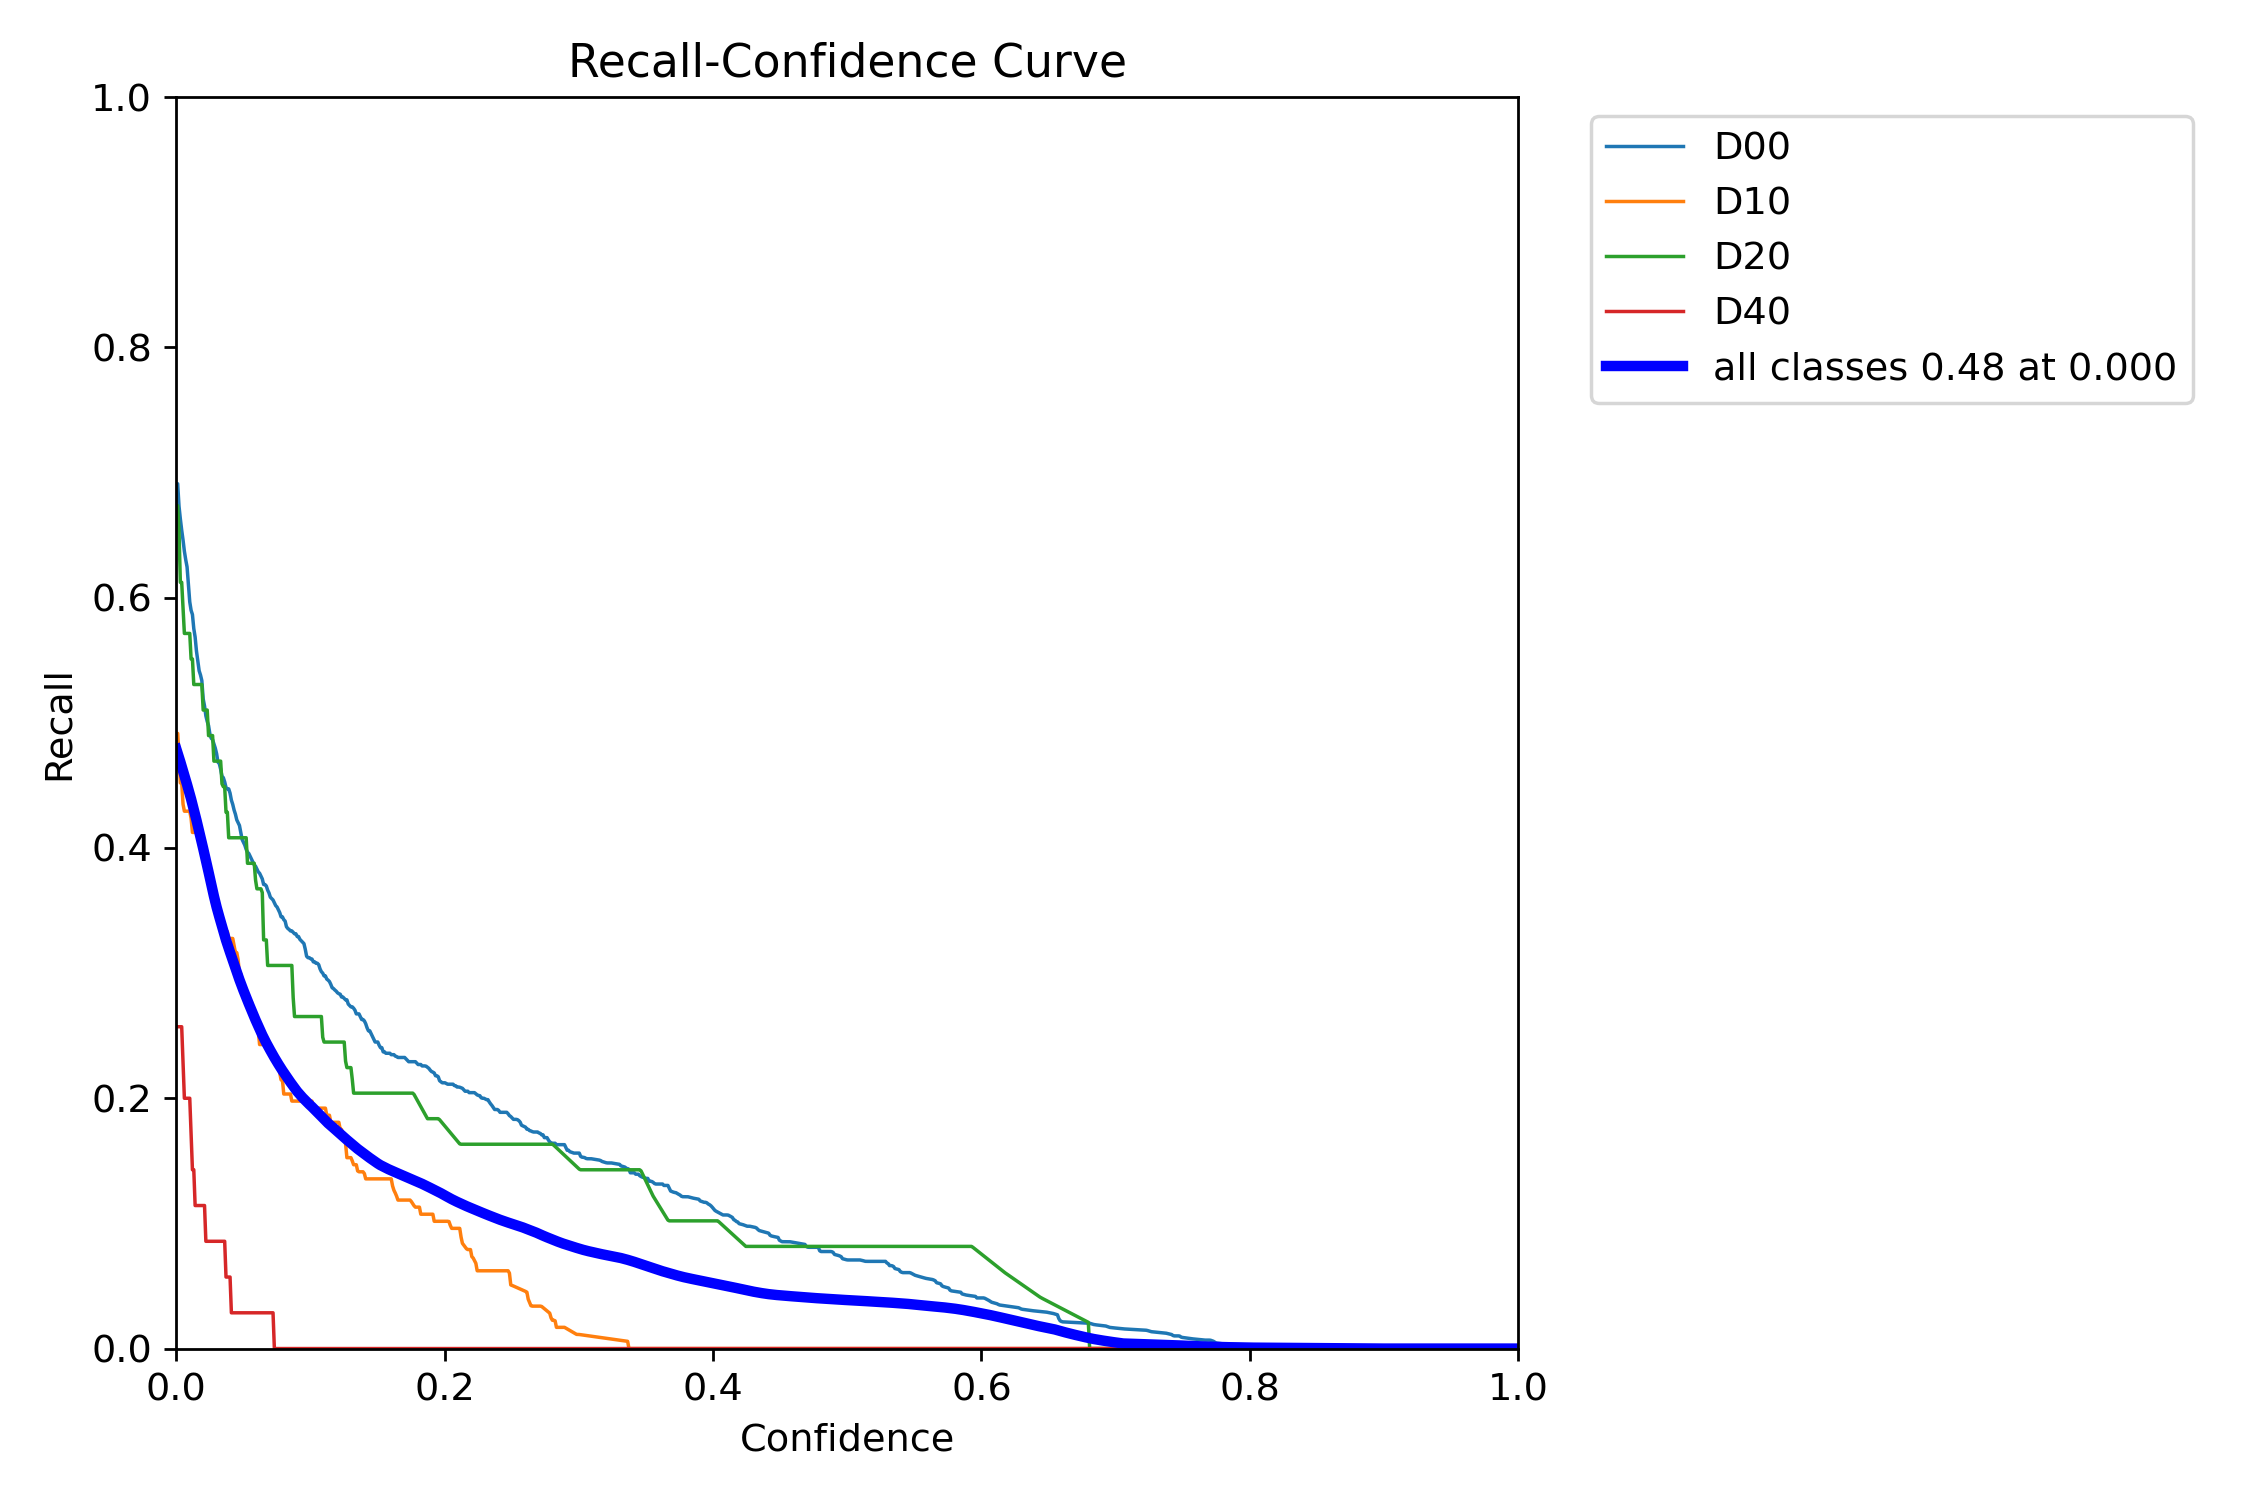 Recall-Confidence Curve
1.0
0.8
0.6
0.4
0.2
0.0
Recall
0.0 0.2 0.4 0.6 0.8 1.0
Confidence
D00
D10
D20
D40
all classes 0.48 at 0.000